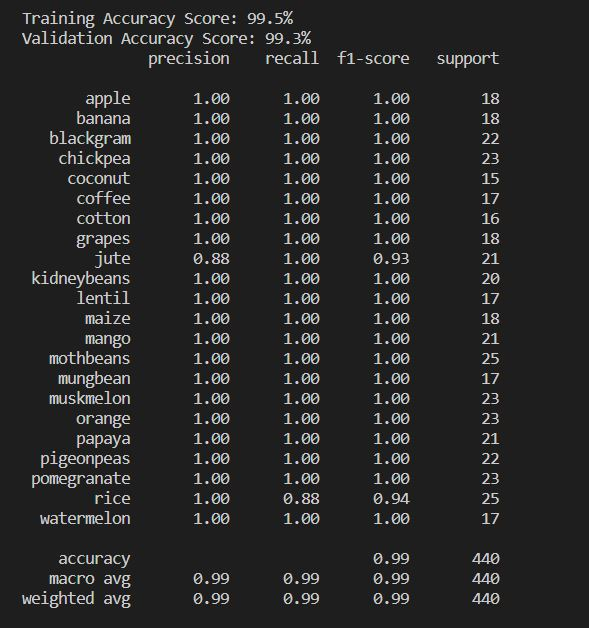 Training Accuracy Score: 99.5%
Validation Accuracy Score: 99.3%
precision recall f1-score support
apple 1.00 1.00 1.00 18
banana 1.00 1.00 1.00 18
blackgram 1.00 1.00 1.00 22
chickpea 1.00 1.00 1.00 23
coconut 1.00 1.00 1.00 15
coffee 1.00 1.00 1.00 17
cotton 1.00 1.00 1.00 16
grapes 1.00 1.00 1.00 18
jute 0.88 1.00 0.93 21
kidneybeans 1.00 1.00 1.00 20
lentil 1.00 1.00 1.00 17
maize 1.00 1.00 1.00 18
mango 1.00 1.00 1.00 21
mothbeans 1.00 1.00 1.00 25
mungbean 1.00 1.00 1.00 17
muskmelon 1.00 1.00 1.00 23
orange 1.00 1.00 1.00 23
papaya 1.00 1.00 1.00 21
pigeonpeas 1.00 1.00 1.00 22
pomegranate 1.00 1.00 1.00 23
rice 1.00 0.88 0.94 25
watermelon 1.00 1.00 1.00 17
accuracy 0.99 440
macro avg 0.99 0.99 0.99 440
weighted avg 0.99 0.99 0.99 440